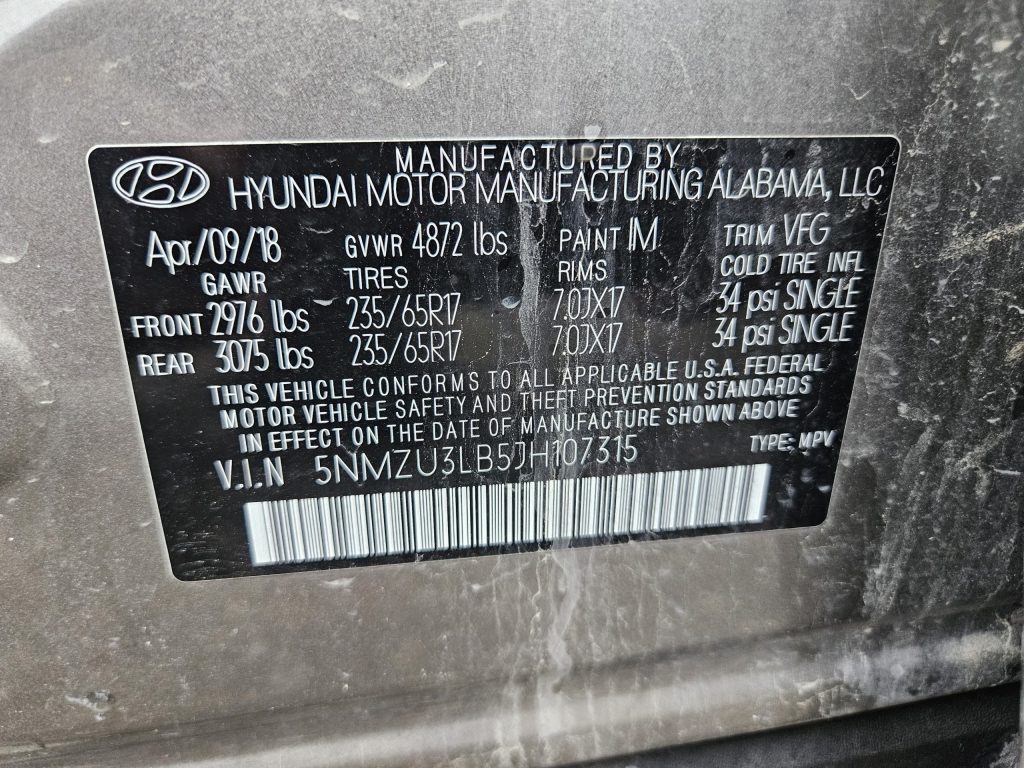 MANUFACTURED BY
HYUNDAI MOTOR MANUFACTURING ALABAMA, LLC
Apr/09/18 GVWR 4872 lbs PAINT IM TRIM VFG
GAWR TIRES RIMS COLD TIRE INFL
FRONT 2976 lbs 235/65R17 7.0JX17 34 psi SINGLE
REAR 3075 lbs 235/65R17 7.0JX17 34 psi SINGLE
THIS VEHICLE CONFORMS TO ALL APPLICABLE U.S.A. FEDERAL
MOTOR VEHICLE SAFETY AND THEFT PREVENTION STANDARDS
IN EFFECT ON THE DATE OF MANUFACTURE SHOWN ABOVE
V.I.N 5NMZU3LB5JH107315 TYPE: MPV